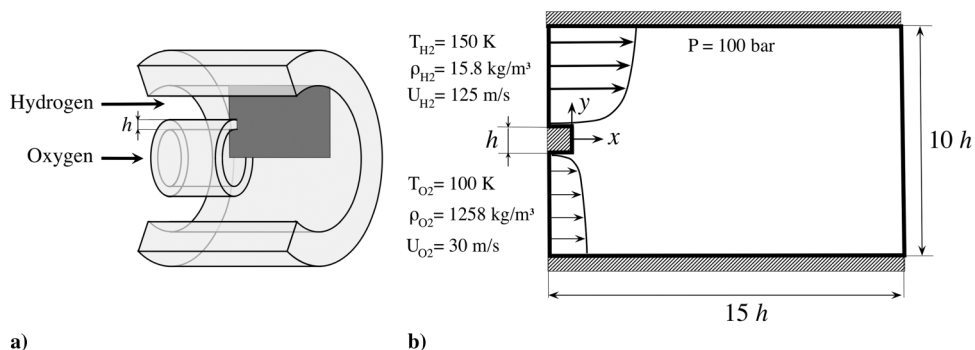 Hydrogen
h
Oxygen
a)
T_H2= 150 K
ρ_H2= 15.8 kg/m³
U_H2= 125 m/s
P = 100 bar
y
h
x
10 h
T_O2= 100 K
ρ_O2= 1258 kg/m³
U_O2= 30 m/s
15 h
b)